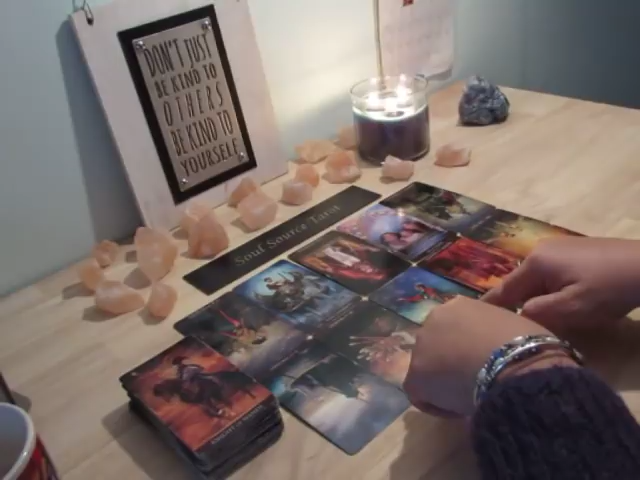 DON'T JUST
BE KIND TO
OTHERS
BE KIND TO
YOURSELF
Soul Source Tarot